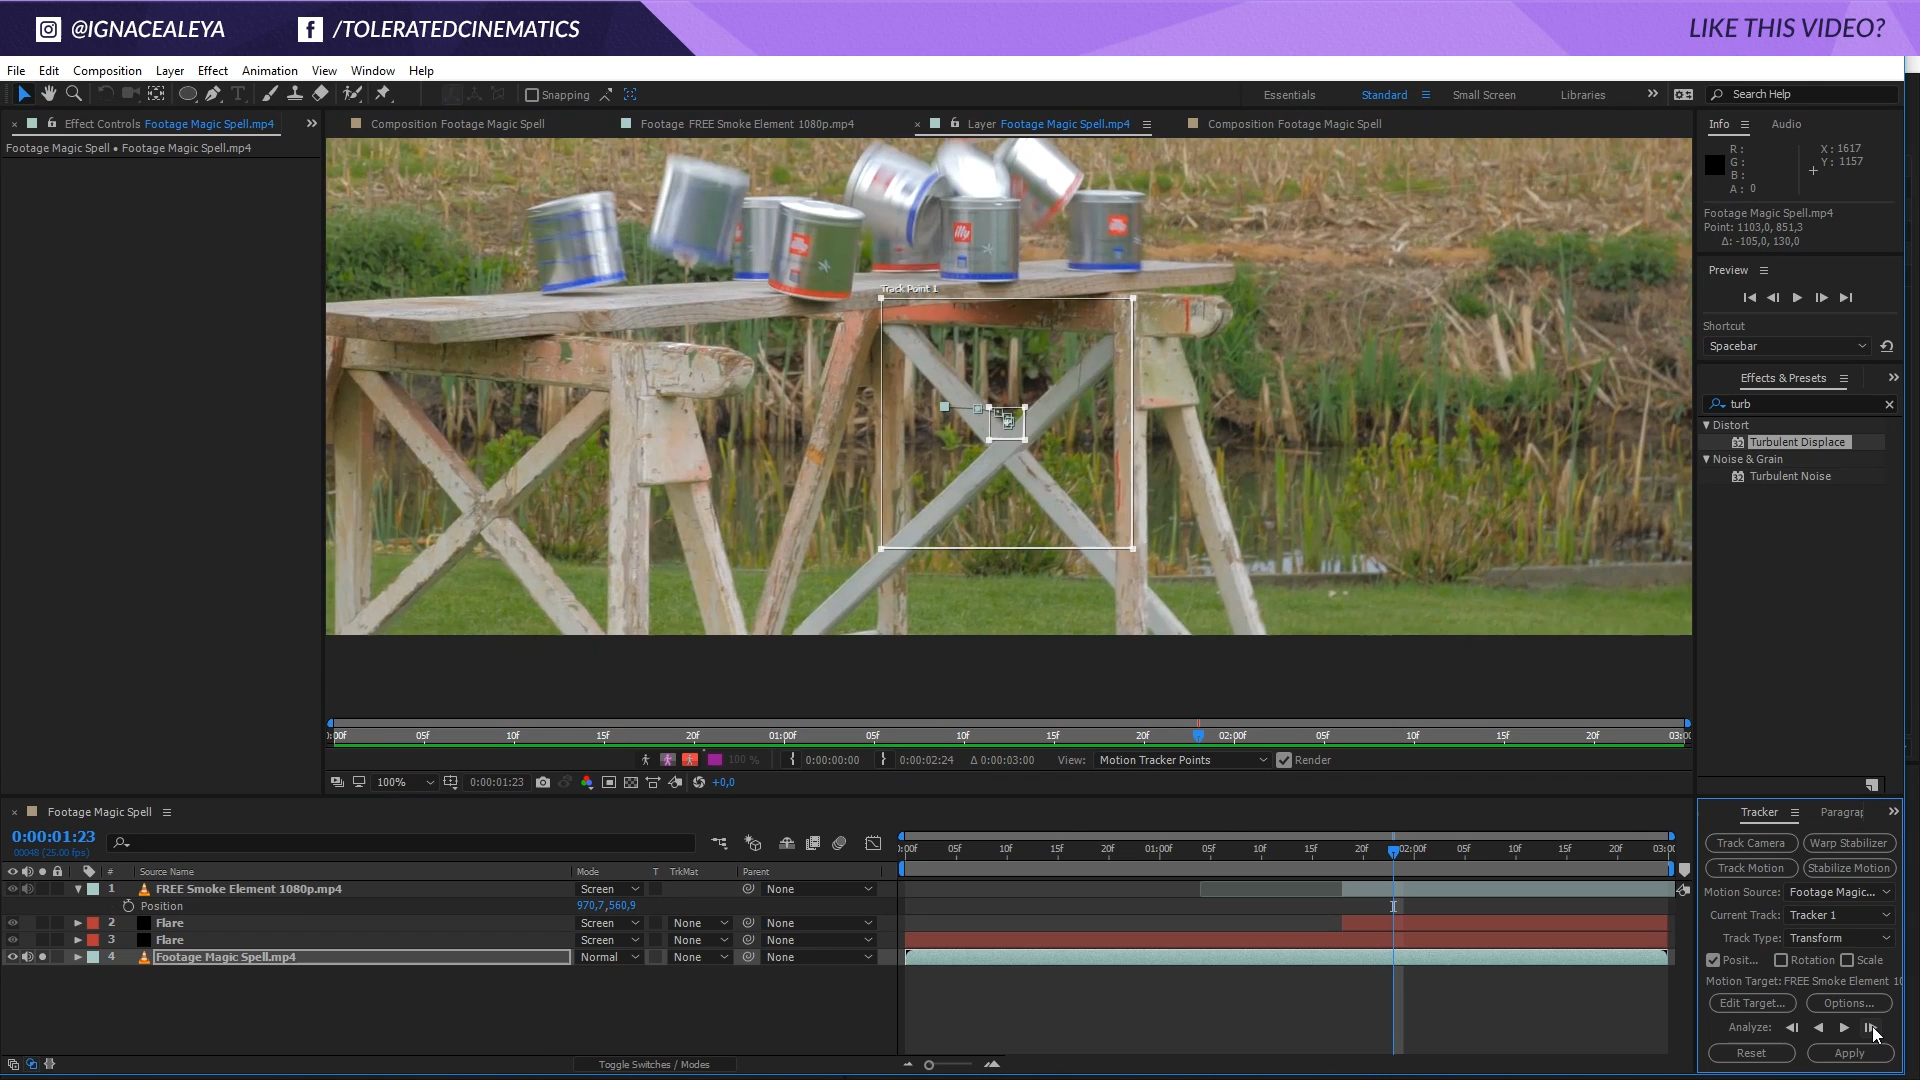 @IGNACEALEYA
/TOLERATEDCINEMATICS
LIKE THIS VIDEO?
File Edit Composition Layer Effect Animation View Window Help
Snapping
Essentials Standard Small Screen Libraries
Search Help
Effect Controls Footage Magic Spell.mp4
Footage Magic Spell • Footage Magic Spell.mp4
Composition Footage Magic Spell
Footage FREE Smoke Element 1080p.mp4
Layer Footage Magic Spell.mp4
Composition Footage Magic Spell
Info Audio
R :
G :
B :
A : 0
X : 1617
Y : 1157
Footage Magic Spell.mp4
Point: 1103,0, 851,3
Δ: -105,0, 130,0
Preview
Shortcut
Spacebar
Effects & Presets
turb
Distort
Turbulent Displace
Noise & Grain
Turbulent Noise
illy
Track Point 1
:00f 05f 10f 15f 20f 01:00f 05f 10f 15f 20f 02:00f 05f 10f 15f 20f 03:0
100 %
0:00:00:00
0:00:02:24
Δ 0:00:03:00
View: Motion Tracker Points
Render
100%
0:00:01:23
+0,0
Footage Magic Spell
0:00:01:23
00048 (25.00 fps)
:00f 05f 10f 15f 20f 01:00f 05f 10f 15f 20f 02:00f 05f 10f 15f 20f 03:0
# Source Name Mode T TrkMat Parent
1 FREE Smoke Element 1080p.mp4 Screen None
Position 970,7,560,9
2 Flare Screen None None
3 Flare Screen None None
4 Footage Magic Spell.mp4 Normal None None
Toggle Switches / Modes
Tracker Paragrap
Track Camera Warp Stabilizer
Track Motion Stabilize Motion
Motion Source: Footage Magic...
Current Track: Tracker 1
Track Type: Transform
Posit... Rotation Scale
Motion Target: FREE Smoke Element 10
Edit Target... Options...
Analyze:
Reset Apply